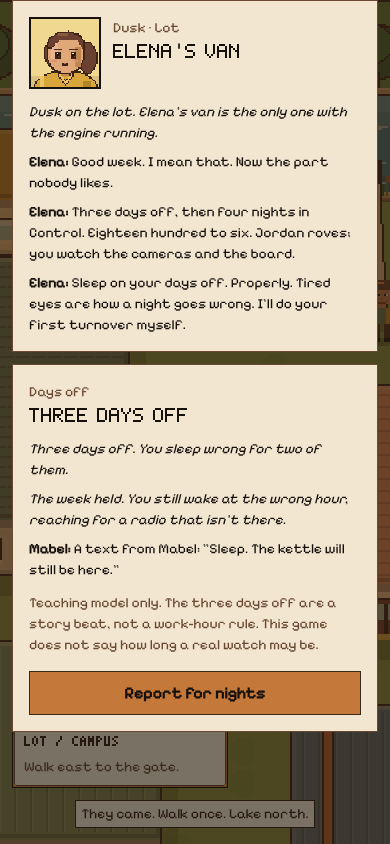 Dusk · Lot
ELENA'S VAN
Dusk on the lot. Elena's van is the only one with
the engine running.
Elena: Good week. I mean that. Now the part
nobody likes.
Elena: Three days off, then four nights in
Control. Eighteen hundred to six. Jordan roves;
you watch the cameras and the board.
Elena: Sleep on your days off. Properly. Tired
eyes are how a night goes wrong. I'll do your
first turnover myself.
Days off
THREE DAYS OFF
Three days off. You sleep wrong for two of
them.
The week held. You still wake at the wrong hour,
reaching for a radio that isn't there.
Mabel: A text from Mabel: "Sleep. The kettle will
still be here."
Teaching model only. The three days off are a
story beat, not a work-hour rule. This game
does not say how long a real watch may be.
Report for nights
LOT / CAMPUS
Walk east to the gate.
They came. Walk once. Lake north.